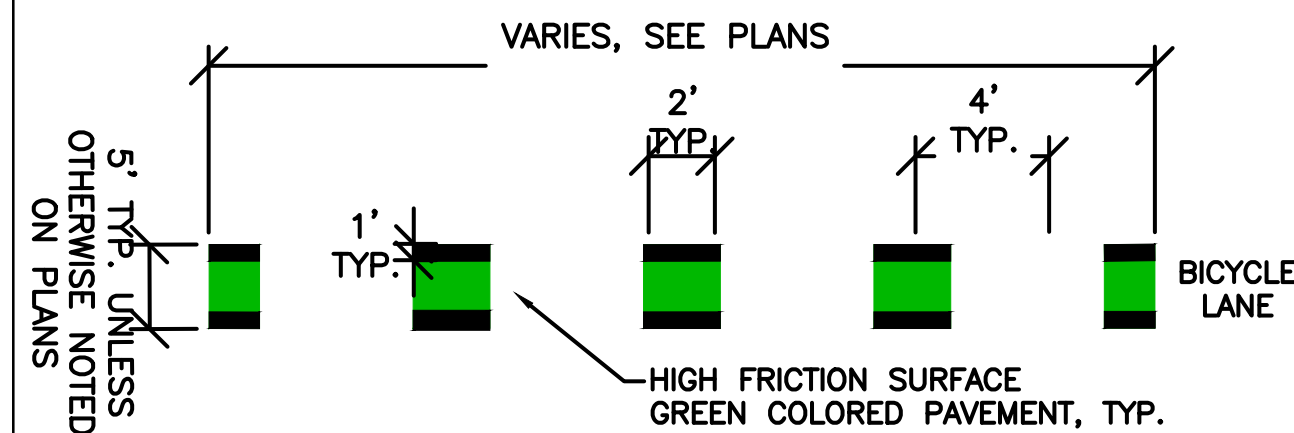 VARIES, SEE PLANS
2'
TYP.
4'
TYP.
5' TYP. UNLESS
OTHERWISE NOTED
ON PLANS
1'
TYP.
BICYCLE
LANE
HIGH FRICTION SURFACE
GREEN COLORED PAVEMENT, TYP.